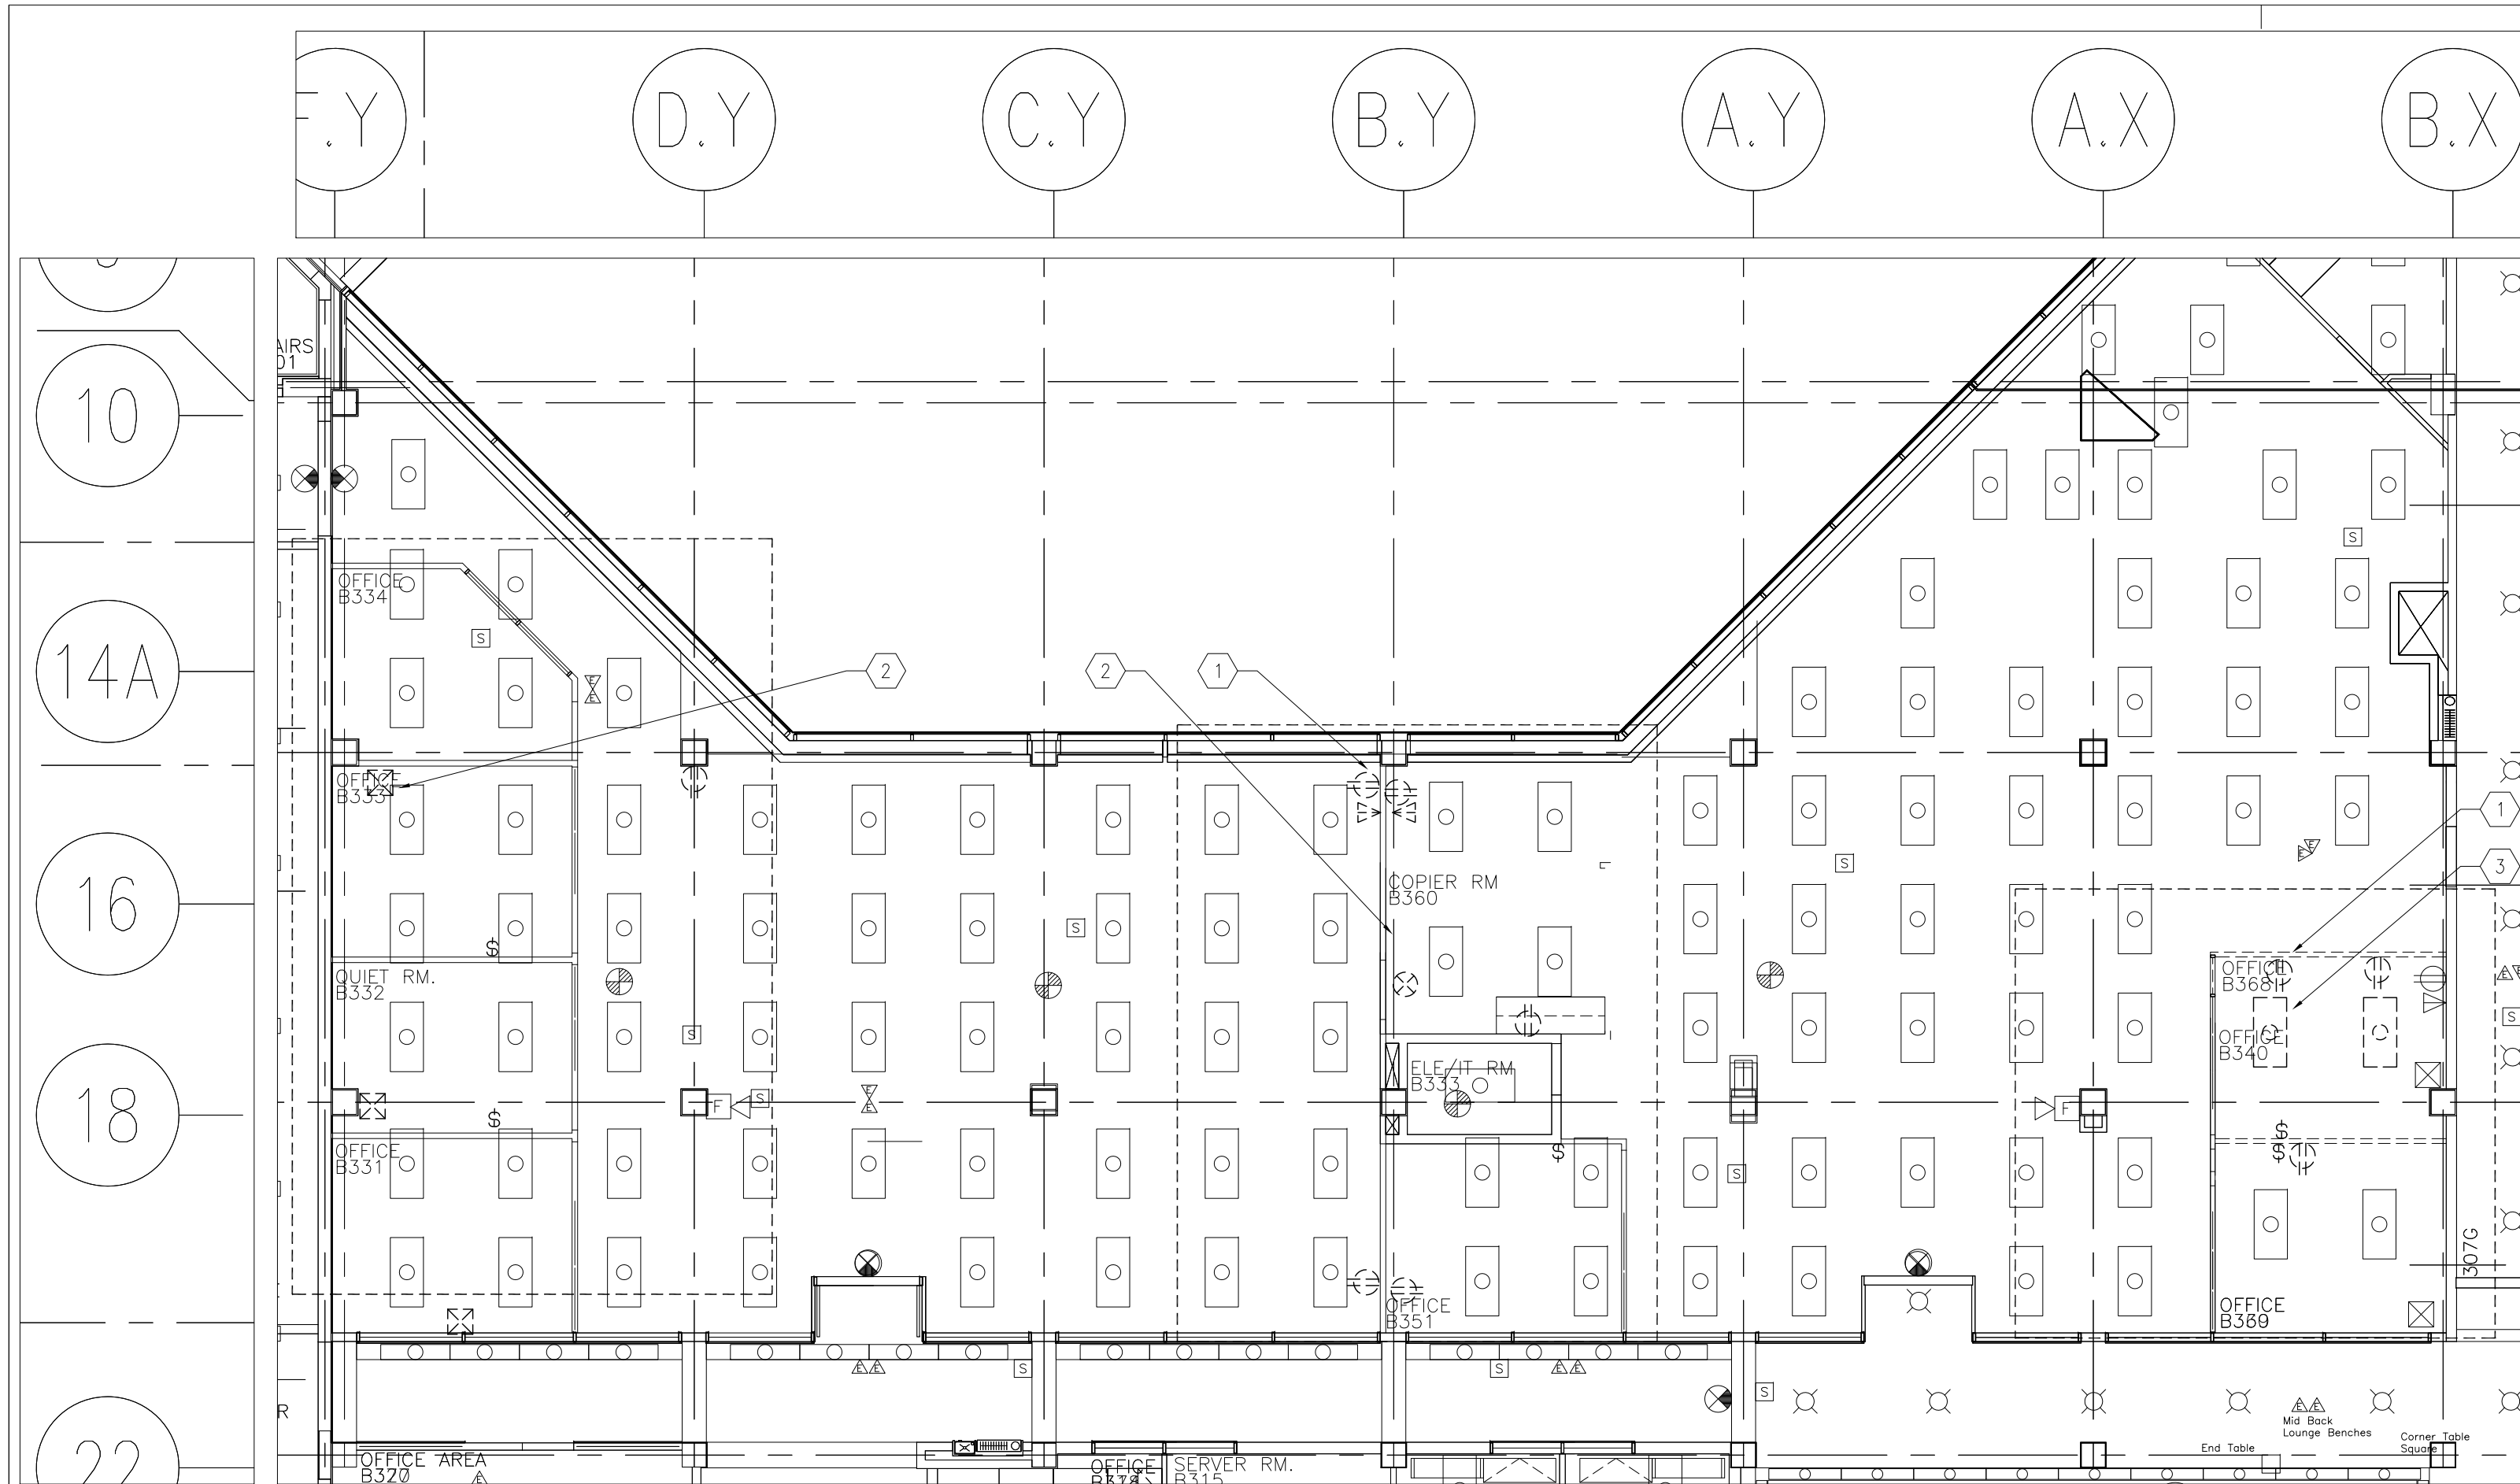 .Y
D.Y
C.Y
B.Y
A.Y
A.X
B.X
10
14A
16
18
22
AIRS
01
OFFICE
B334
S
E
E
2
2
1
S
OFFICE
B333
1
3
COPIER RM
B360
S
S
E
E
$
QUIET RM.
B332
S
OFFICE
B368
OFFICE
B340
E
S
ELE/IT RM
B333
F
S
E
E
F
$
OFFICE
B331
$
S
$
$
307G
OFFICE
B351
OFFICE
B369
E E
S
S
E E
S
R
E E
Mid Back
Lounge Benches
Corner Table
Square
End Table
OFFICE AREA
B320
E
OFFICE
SERVER RM.
B315